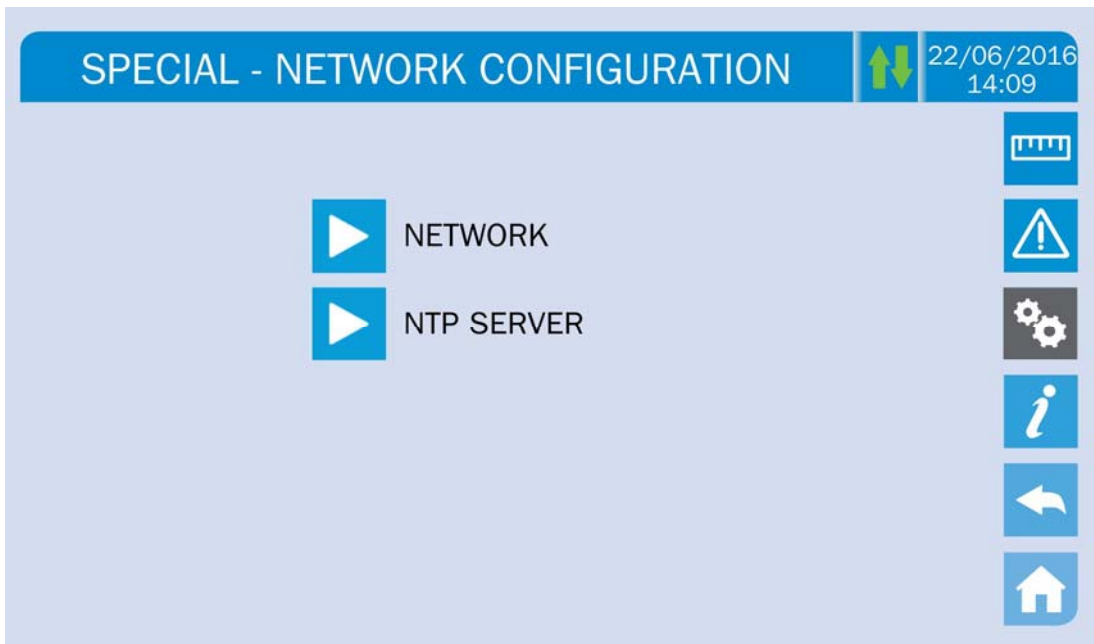 SPECIAL - NETWORK CONFIGURATION
22/06/2016
14:09
NETWORK
NTP SERVER
i